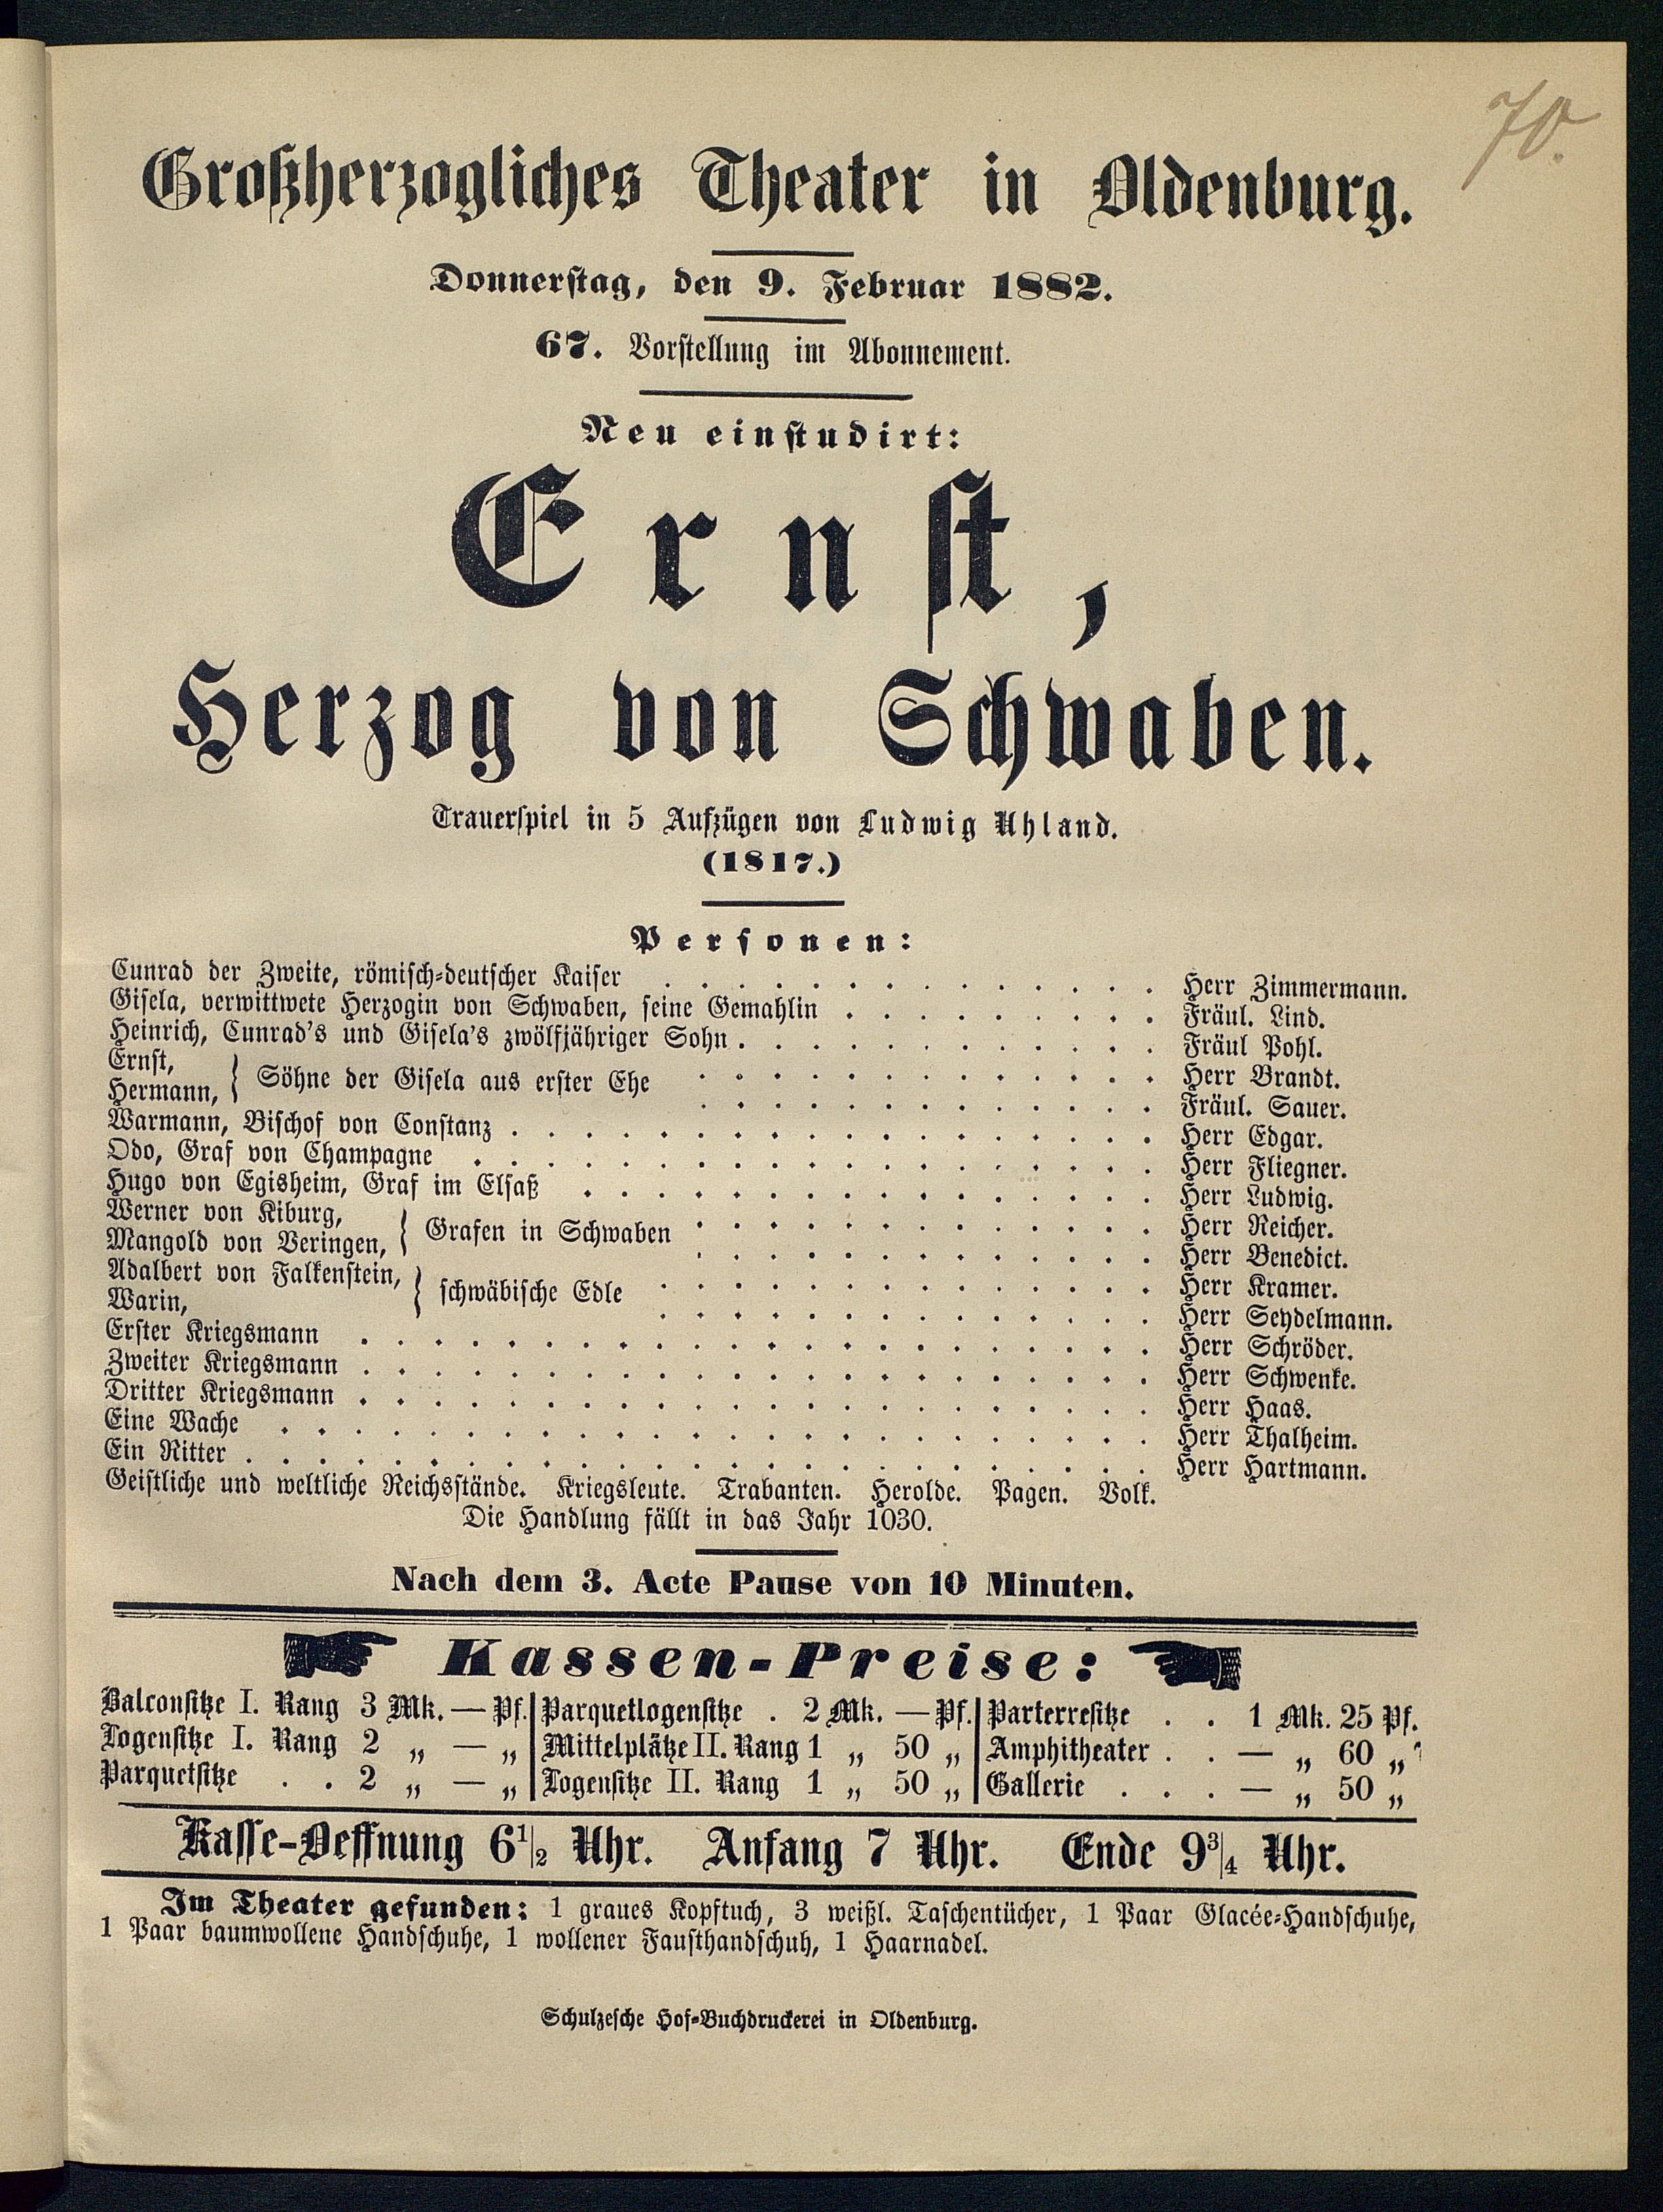 70.
Großherzogliches Theater in Oldenburg.
Donnerstag, den 9. Februar 1882.
67. Vorstellung im Abonnement.
Neu einstudirt:
Ernst,
Herzog von Schwaben.
Trauerspiel in 5 Aufzügen von Ludwig Uhland.
(1817.)
Personen:
Cunrad der Zweite, römisch-deutscher Kaiser . . . . . . . . . . . . . . Herr Zimmermann.
Gisela, verwittwete Herzogin von Schwaben, seine Gemahlin . . . . . . . . . Fräul. Lind.
Heinrich, Cunrad's und Gisela's zwölfjähriger Sohn . . . . . . . . . . . . Fräul Pohl.
Ernst, } Söhne der Gisela aus erster Ehe . . . . . . . . . . . . . Herr Brandt.
Hermann, . . . . . . . . . . . . . Fräul. Sauer.
Warmann, Bischof von Constanz . . . . . . . . . . . . . . . . . . Herr Edgar.
Odo, Graf von Champagne . . . . . . . . . . . . . . . . . . . Herr Fliegner.
Hugo von Egisheim, Graf im Elsaß . . . . . . . . . . . . . . . . Herr Ludwig.
Werner von Kiburg, } Grafen in Schwaben . . . . . . . . . . . . . Herr Reicher.
Mangold von Veringen, . . . . . . . . . . . . . Herr Benedict.
Adalbert von Falkenstein, } schwäbische Edle . . . . . . . . . . . . . . Herr Kramer.
Warin, . . . . . . . . . . . . . . Herr Seydelmann.
Erster Kriegsmann . . . . . . . . . . . . . . . . . . . . . . Herr Schröder.
Zweiter Kriegsmann . . . . . . . . . . . . . . . . . . . . . . Herr Schwenke.
Dritter Kriegsmann . . . . . . . . . . . . . . . . . . . . . . Herr Haas.
Eine Wache . . . . . . . . . . . . . . . . . . . . . . . . Herr Thalheim.
Ein Ritter . . . . . . . . . . . . . . . . . . . . . . . . . Herr Hartmann.
Geistliche und weltliche Reichsstände. Kriegsleute. Trabanten. Herolde. Pagen. Volk.
Die Handlung fällt in das Jahr 1030.
Nach dem 3. Acte Pause von 10 Minuten.
Kassen-Preise:
Balconsitze I. Rang 3 Mk. — Pf. Parquetlogensitze . 2 Mk. — Pf. Parterresitze . . 1 Mk. 25 Pf.
Logensitze I. Rang 2 „ — „ Mittelplätze II. Rang 1 „ 50 „ Amphitheater . . — „ 60 „
Parquetsitze . . 2 „ — „ Logensitze II. Rang 1 „ 50 „ Gallerie . . . — „ 50 „
Kasse-Oeffnung 6 1/2 Uhr. Anfang 7 Uhr. Ende 9 3/4 Uhr.
Im Theater gefunden: 1 graues Kopftuch, 3 weißl. Taschentücher, 1 Paar Glacée-Handschuhe,
1 Paar baumwollene Handschuhe, 1 wollener Fausthandschuh, 1 Haarnadel.
Schulzesche Hof-Buchdruckerei in Oldenburg.